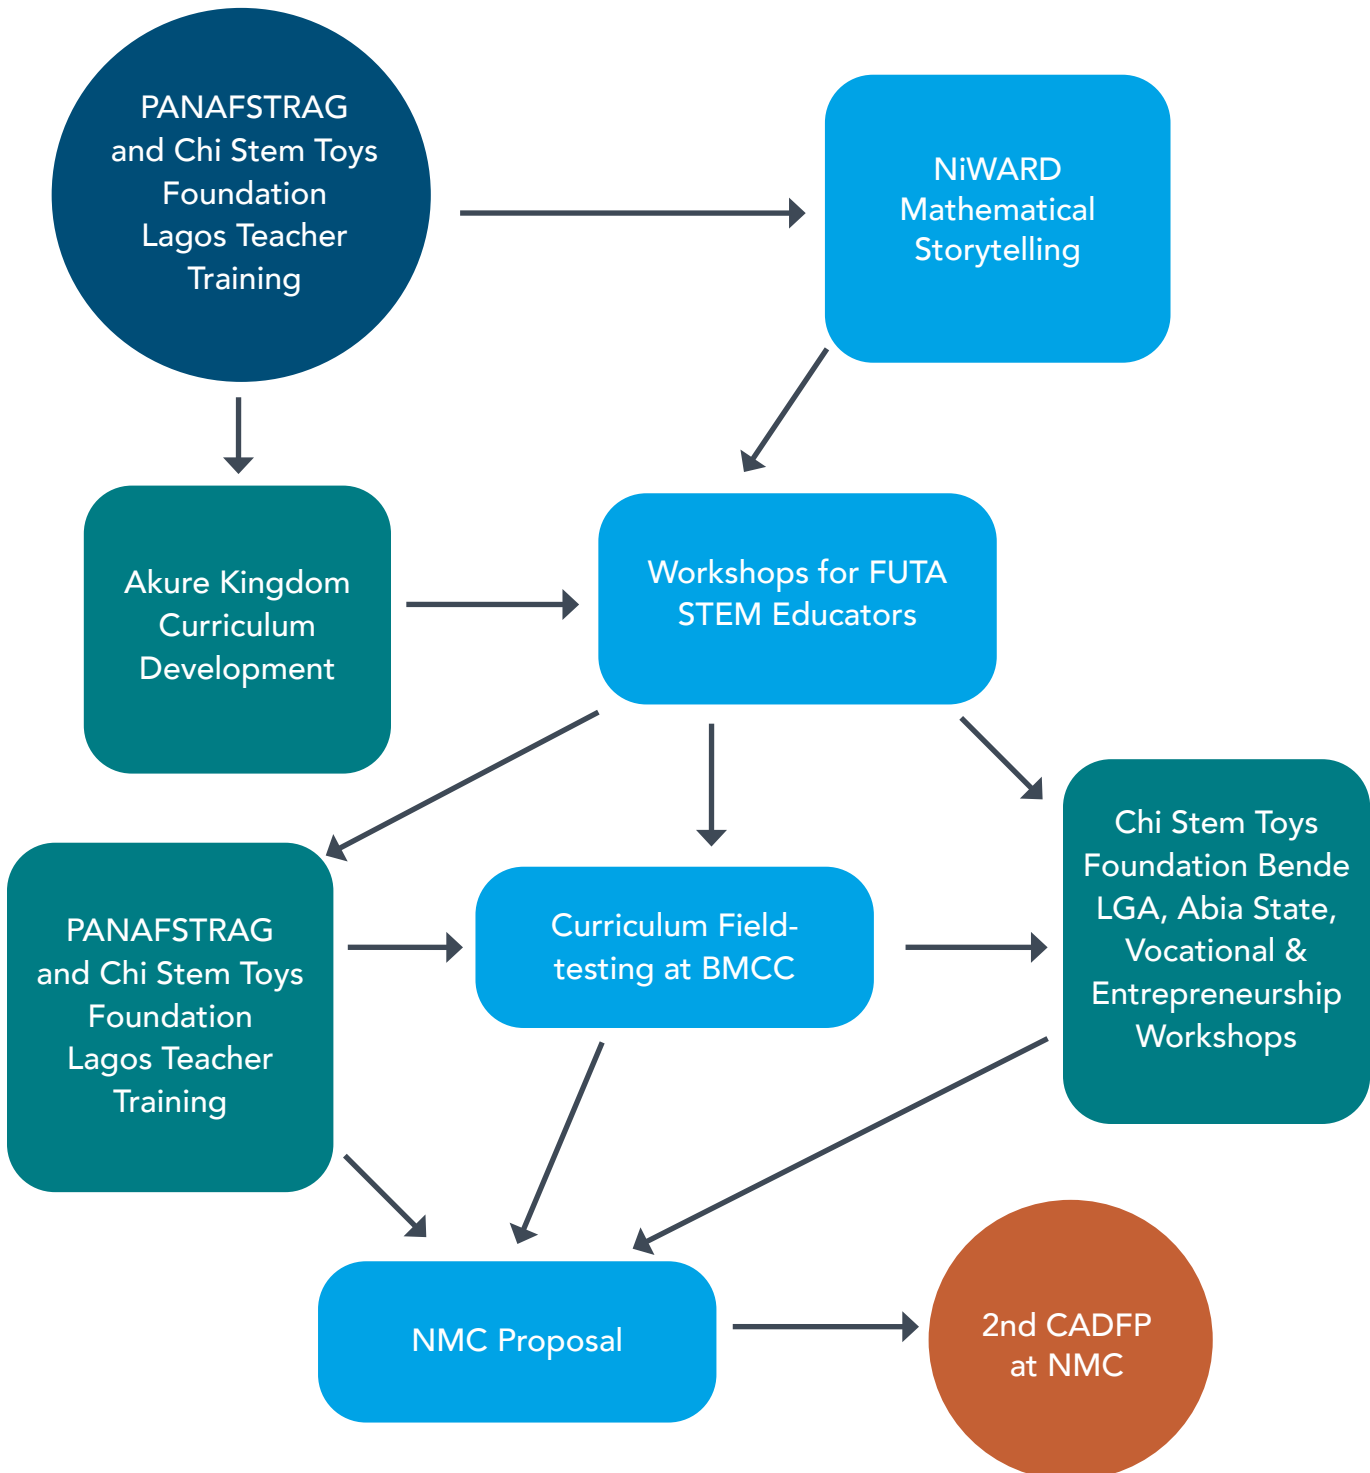 PANAFSTRAG
and Chi Stem Toys
Foundation
Lagos Teacher
Training
NiWARD
Mathematical
Storytelling
Akure Kingdom
Curriculum
Development
Workshops for FUTA
STEM Educators
PANAFSTRAG
and Chi Stem Toys
Foundation
Lagos Teacher
Training
Curriculum Field-
testing at BMCC
Chi Stem Toys
Foundation Bende
LGA, Abia State,
Vocational &
Entrepreneurship
Workshops
NMC Proposal
2nd CADFP
at NMC